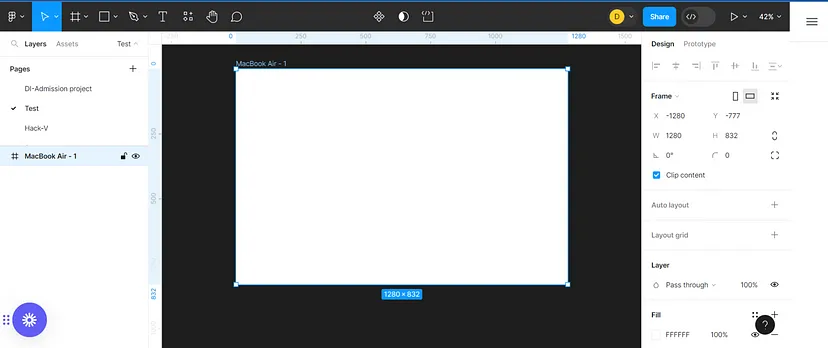 D
Share
42%
Layers
Assets
Test
Pages
DI-Admission project
Test
Hack-V
MacBook Air - 1
0
250
500
750
1000
1280
1500
0
250
500
832
MacBook Air - 1
1280 × 832
Design
Prototype
Frame
X -1280
Y -777
W 1280
H 832
0°
0
Clip content
Auto layout
Layout grid
Layer
Pass through
100%
Fill
FFFFFF
100%
?